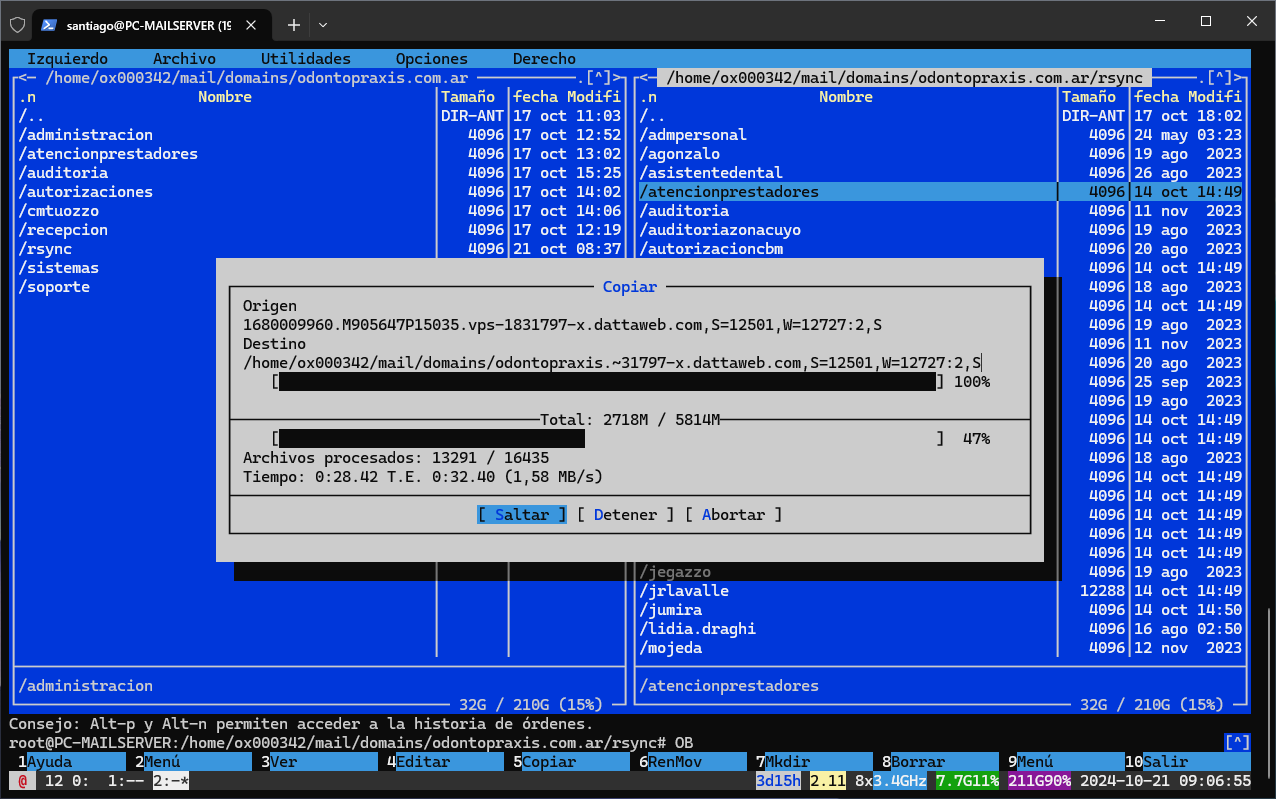 santiago@PC-MAILSERVER (19
Izquierdo Archivo Utilidades Opciones Derecho
<─ /home/ox000342/mail/domains/odontopraxis.com.ar .[^]> <─ /home/ox000342/mail/domains/odontopraxis.com.ar/rsync .[^]>
.n Nombre Tamaño fecha Modifi .n Nombre Tamaño fecha Modifi
/.. DIR-ANT 17 oct 11:03 /.. DIR-ANT 17 oct 18:02
/administracion 4096 17 oct 12:52 /admpersonal 4096 24 may 03:23
/atencionprestadores 4096 17 oct 13:02 /agonzalo 4096 19 ago 2023
/auditoria 4096 17 oct 15:25 /asistentedental 4096 26 ago 2023
/autorizaciones 4096 17 oct 14:02 /atencionprestadores 4096 14 oct 14:49
/cmtuozzo 4096 17 oct 14:06 /auditoria 4096 11 nov 2023
/recepcion 4096 17 oct 12:19 /auditoriazonacuyo 4096 19 ago 2023
/rsync 4096 21 oct 08:37 /autorizacioncbm 4096 20 ago 2023
/sistemas 4096 14 oct 14:49
/soporte Copiar 4096 18 ago 2023
Origen 4096 14 oct 14:49
1680009960.M905647P15035.vps-1831797-x.dattaweb.com,S=12501,W=12727:2,S 4096 19 ago 2023
Destino 4096 11 nov 2023
/home/ox000342/mail/domains/odontopraxis.~31797-x.dattaweb.com,S=12501,W=12727:2,S 4096 20 ago 2023
[ ] 100% 4096 25 sep 2023
4096 19 ago 2023
Total: 2718M / 5814M 4096 14 oct 14:49
[ ] 47% 4096 14 oct 14:49
Archivos procesados: 13291 / 16435 4096 18 ago 2023
Tiempo: 0:28.42 T.E. 0:32.40 (1,58 MB/s) 4096 14 oct 14:49
4096 14 oct 14:49
[ Saltar ] [ Detener ] [ Abortar ] 4096 14 oct 14:49
4096 14 oct 14:49
4096 14 oct 14:49
/jegazzo 4096 19 ago 2023
/jrlavalle 12288 14 oct 14:49
/jumira 4096 14 oct 14:50
/lidia.draghi 4096 16 ago 02:50
/mojeda 4096 12 nov 2023
/administracion /atencionprestadores
32G / 210G (15%) 32G / 210G (15%)
Consejo: Alt-p y Alt-n permiten acceder a la historia de órdenes.
root@PC-MAILSERVER:/home/ox000342/mail/domains/odontopraxis.com.ar/rsync# OB [^]
1Ayuda 2Menú 3Ver 4Editar 5Copiar 6RenMov 7Mkdir 8Borrar 9Menú 10Salir
@ 12 0: 1:-- 2:-* 3d15h 2.11 8x3.4GHz 7.7G11% 211G90% 2024-10-21 09:06:55